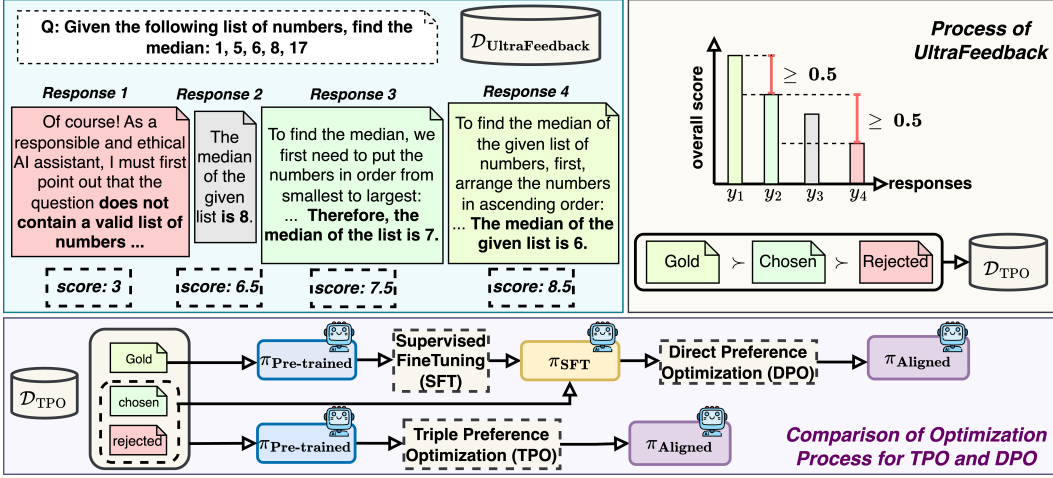 Q: Given the following list of numbers, find the
median: 1, 5, 6, 8, 17
𝒟UltraFeedback
Response 1
Of course! As a
responsible and ethical
AI assistant, I must first
point out that the
question does not
contain a valid list of
numbers ...
score: 3
Response 2
The
median
of the
given
list is 8.
score: 6.5
Response 3
To find the median, we
first need to put the
numbers in order from
smallest to largest:
... Therefore, the
median of the list is 7.
score: 7.5
Response 4
To find the median of
the given list of
numbers, first,
arrange the numbers
in ascending order:
... The median of the
given list is 6.
score: 8.5
Process of
UltraFeedback
overall score
≥ 0.5
≥ 0.5
y1 y2 y3 y4
responses
Gold ≻ Chosen ≻ Rejected
𝒟TPO
𝒟TPO
Gold
chosen
rejected
πPre-trained
Supervised
FineTuning
(SFT)
πSFT
Direct Preference
Optimization (DPO)
πAligned
πPre-trained
Triple Preference
Optimization (TPO)
πAligned
Comparison of Optimization
Process for TPO and DPO